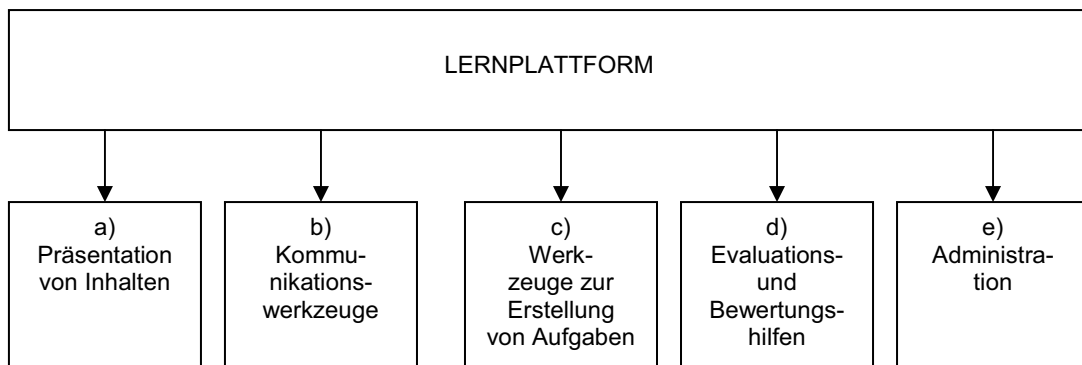 LERNPLATTFORM
a)
Präsentation
von Inhalten
b)
Kommu-
nikations-
werkzeuge
c)
Werk-
zeuge zur
Erstellung
von Aufgaben
d)
Evaluations-
und
Bewertungs-
hilfen
e)
Administra-
tion